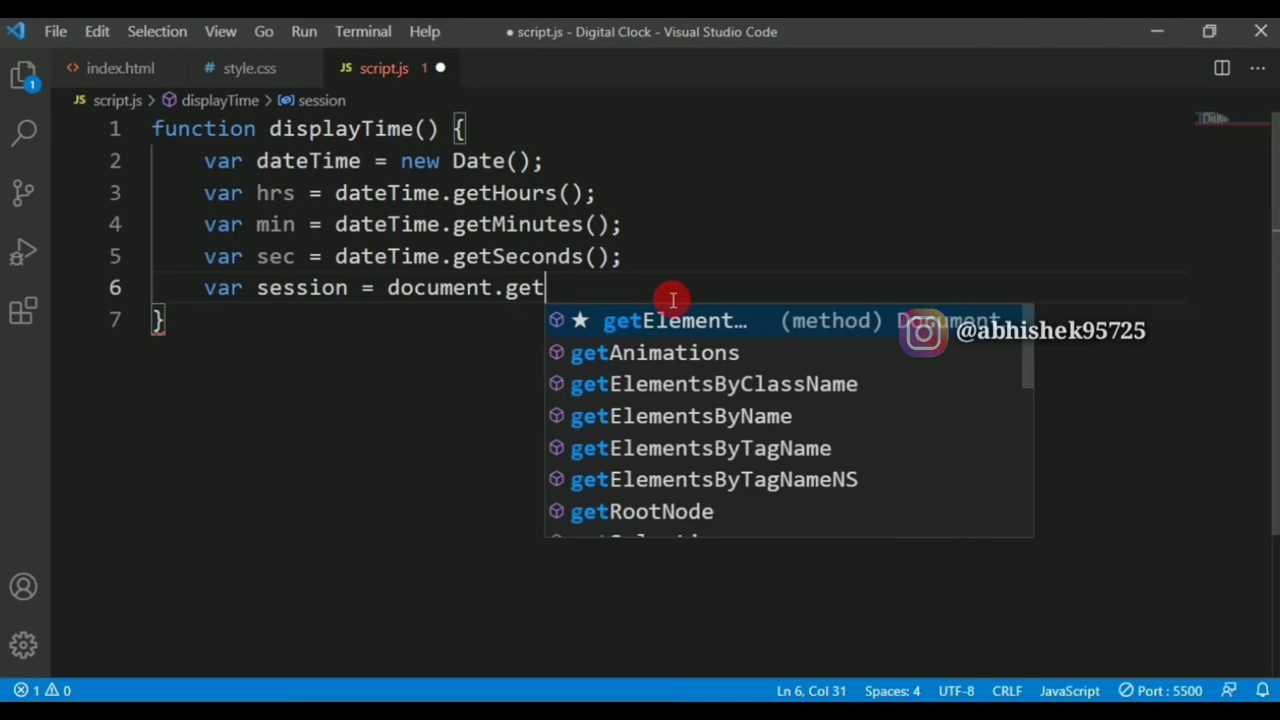 File Edit Selection View Go Run Terminal Help ● script.js - Digital Clock - Visual Studio Code
1
<> index.html # style.css JS script.js 1 ●
JS script.js > displayTime > session
1 function displayTime() {
2 var dateTime = new Date();
3 var hrs = dateTime.getHours();
4 var min = dateTime.getMinutes();
5 var sec = dateTime.getSeconds();
6 var session = document.get
7 }
★ getElement… (method) Document.
@abhishek95725
getAnimations
getElementsByClassName
getElementsByName
getElementsByTagName
getElementsByTagNameNS
getRootNode
1 0 Ln 6, Col 31 Spaces: 4 UTF-8 CRLF JavaScript Port : 5500